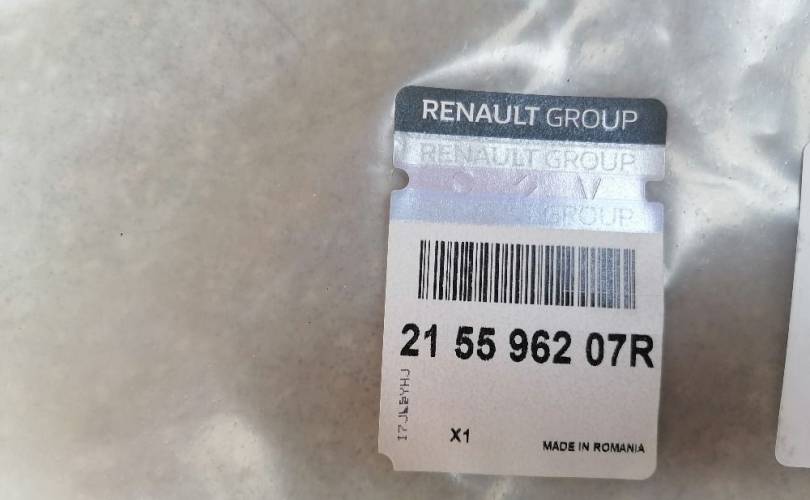 RENAULT GROUP
RENAULT GROUP
GROUP
21 55 962 07R
X1
MADE IN ROMANIA